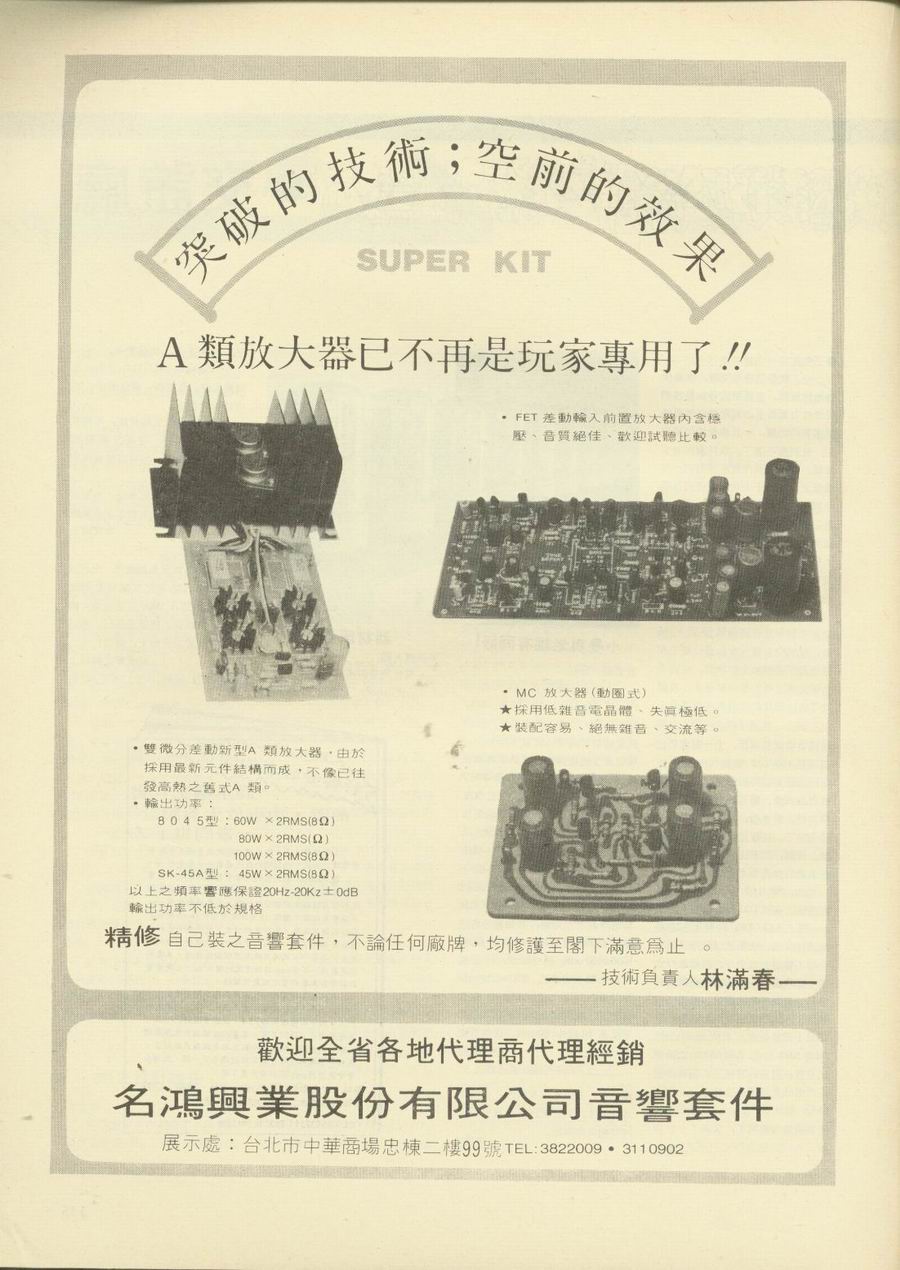 突破的技術；空前的效果
SUPER KIT
A 類放大器已不再是玩家專用了!!
• FET 差動輸入前置放大器內含穩
壓、音質絕佳、歡迎試聽比較。
• MC 放大器(動圈式)
★採用低雜音電晶體、失眞極低。
★裝配容易、絕無雜音、交流等。
• 雙微分差動新型A 類放大器，由於
採用最新元件結構而成，不像已往
發高熱之舊式A 類。
• 輸出功率：
8045型：60W×2RMS(8Ω)
80W×2RMS(Ω)
100W×2RMS(8Ω)
SK-45A型：45W×2RMS(8Ω)
以上之頻率響應保證20Hz-20Kz±0dB
輸出功率不低於規格
精修自己裝之音響套件，不論任何廠牌，均修護至閣下滿意爲止。
——技術負責人林滿春——
歡迎全省各地代理商代理經銷
名鴻興業股份有限公司音響套件
展示處：台北市中華商場忠棟二樓99號TEL:3822009•3110902